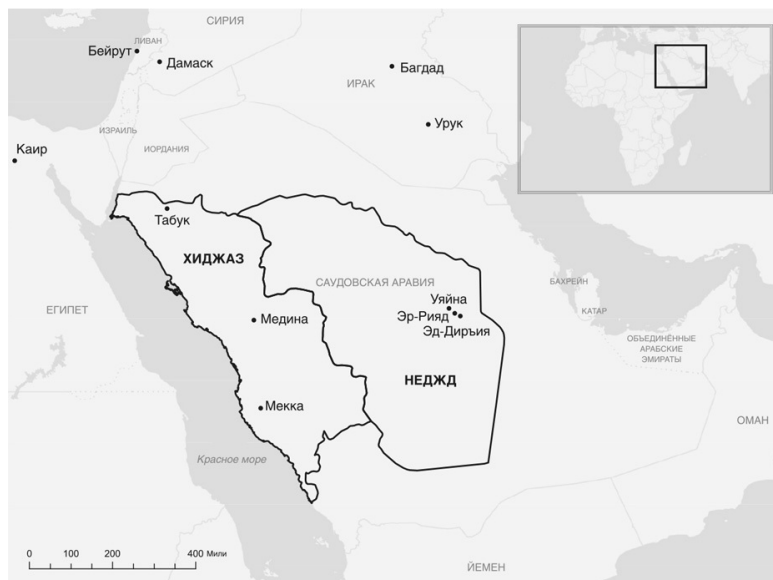 СИРИЯ
ЛИВАН
Бейрут
Дамаск
Багдад
ИРАК
Урук
ИЗРАИЛЬ
Каир
ИОРДАНИЯ
Табук
ХИДЖАЗ
САУДОВСКАЯ АРАВИЯ
БАХРЕЙН
Уяйна
ЕГИПЕТ
КАТАР
Медина
Эр-Рияд
Эд-Диръия
ОБЪЕДИНЁННЫЕ
АРАБСКИЕ
ЭМИРАТЫ
НЕДЖД
Мекка
ОМАН
Красное море
0 100 200 400 Мили
ЙЕМЕН